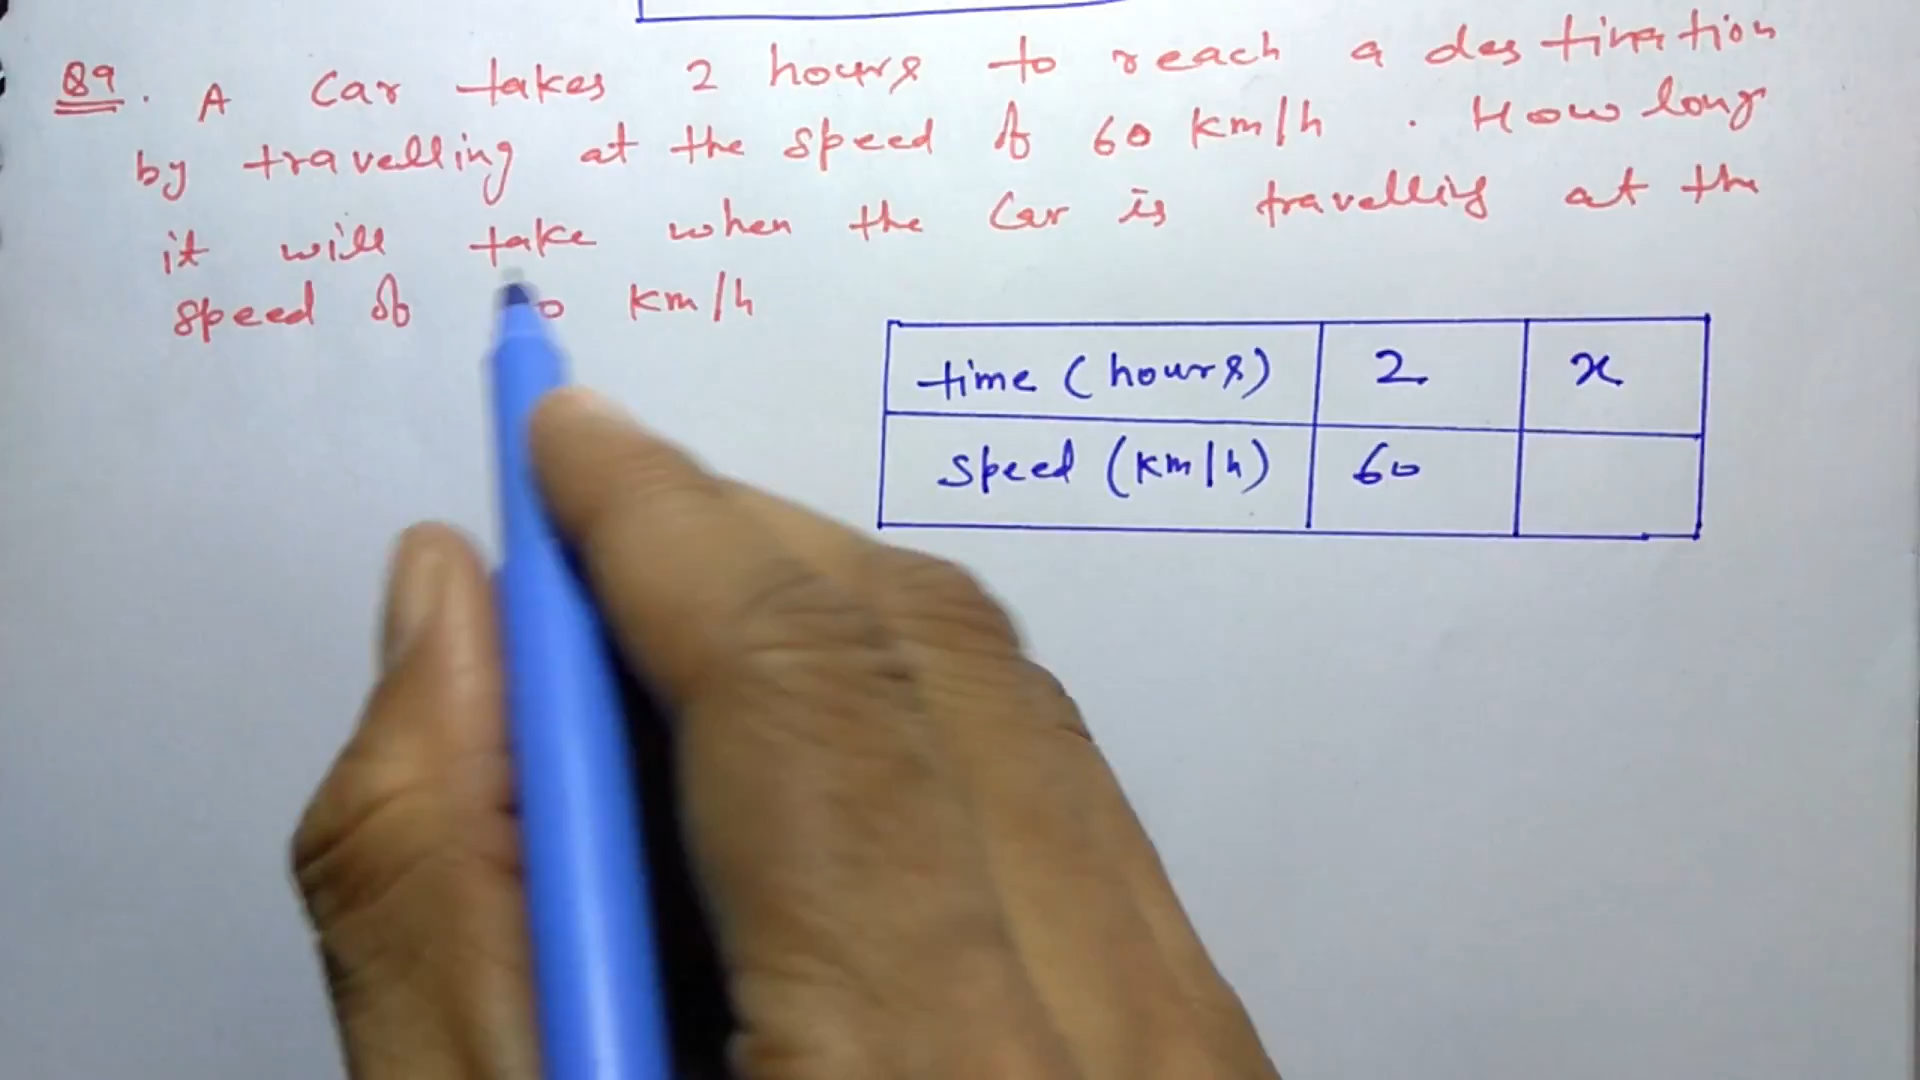 Q9. A Car takes 2 hours to reach a destination
by travelling at the speed of 60 km/h. How long
it will take when the Car is travelling at the
speed of km/h
time (hours) 2 x
speed (km/h) 60